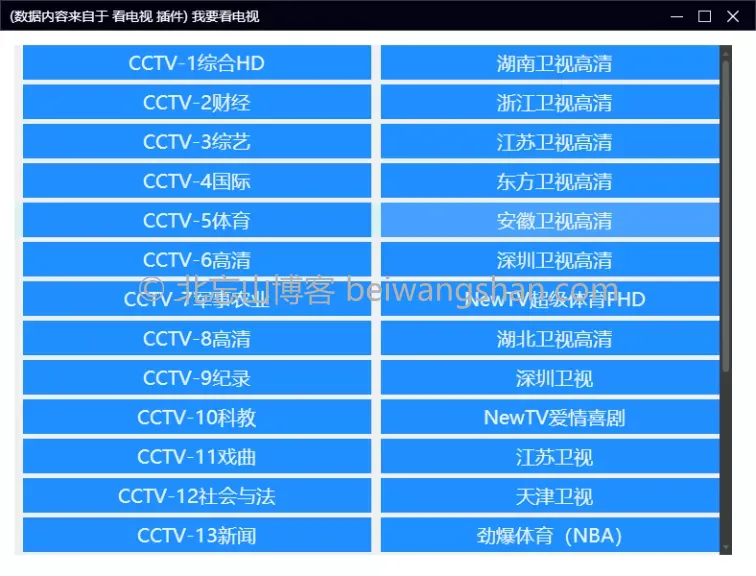 (数据内容来自于 看电视 插件) 我要看电视
CCTV-1综合HD
湖南卫视高清
CCTV-2财经
浙江卫视高清
CCTV-3综艺
江苏卫视高清
CCTV-4国际
东方卫视高清
CCTV-5体育
安徽卫视高清
CCTV-6高清
深圳卫视高清
© 北忘山博客 beiwangshan.com
CCTV-7军事农业
NewTV超级体育FHD
CCTV-8高清
湖北卫视高清
CCTV-9纪录
深圳卫视
CCTV-10科教
NewTV爱情喜剧
CCTV-11戏曲
江苏卫视
CCTV-12社会与法
天津卫视
CCTV-13新闻
劲爆体育（NBA）